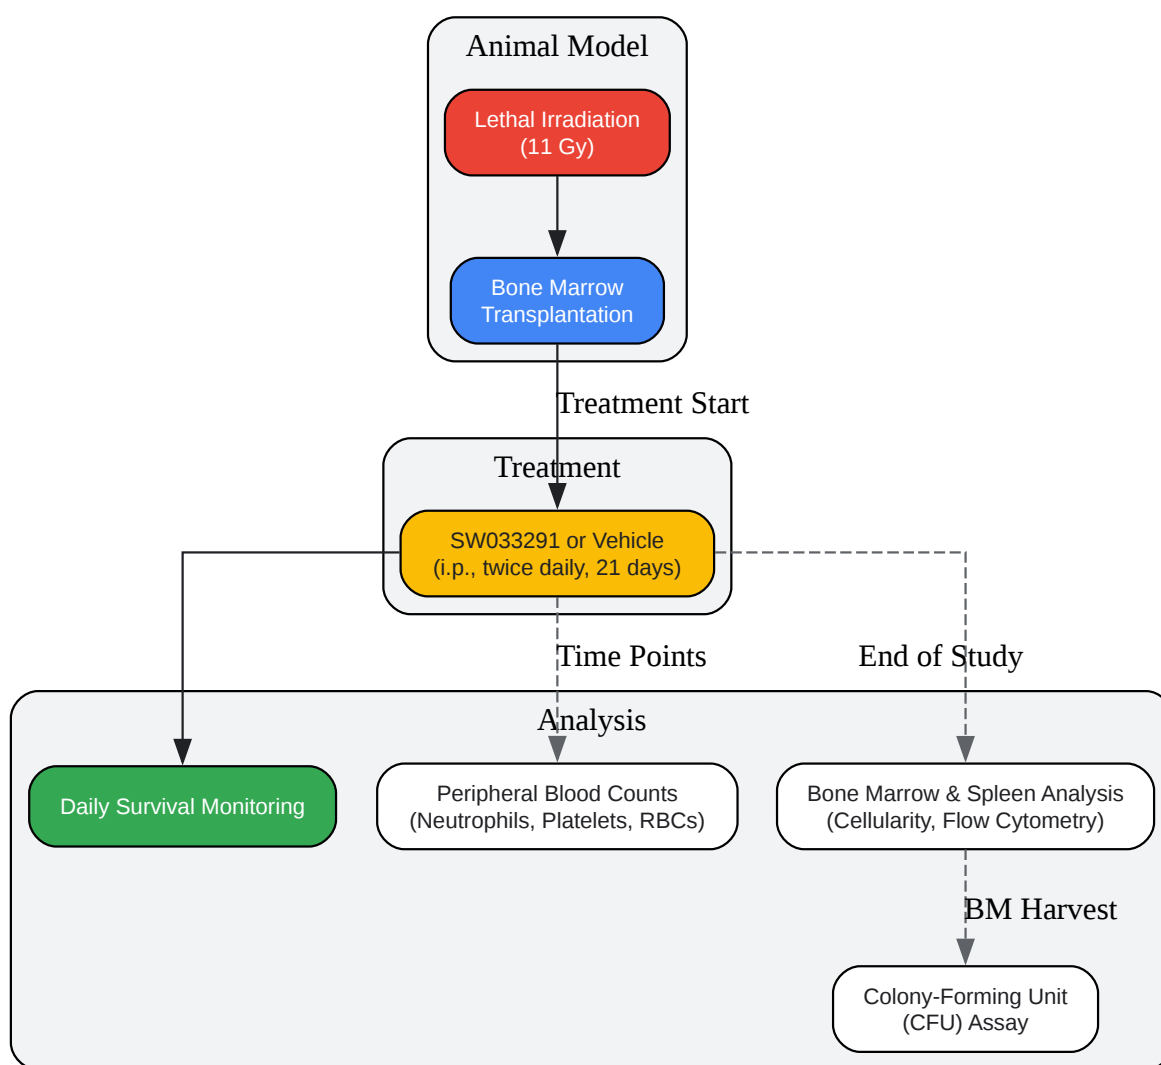 Animal Model
Lethal Irradiation
(11 Gy)
Bone Marrow
Transplantation
Treatment Start
Treatment
SW033291 or Vehicle
(i.p., twice daily, 21 days)
Time Points
End of Study
Analysis
Daily Survival Monitoring
Peripheral Blood Counts
(Neutrophils, Platelets, RBCs)
Bone Marrow & Spleen Analysis
(Cellularity, Flow Cytometry)
BM Harvest
Colony-Forming Unit
(CFU) Assay